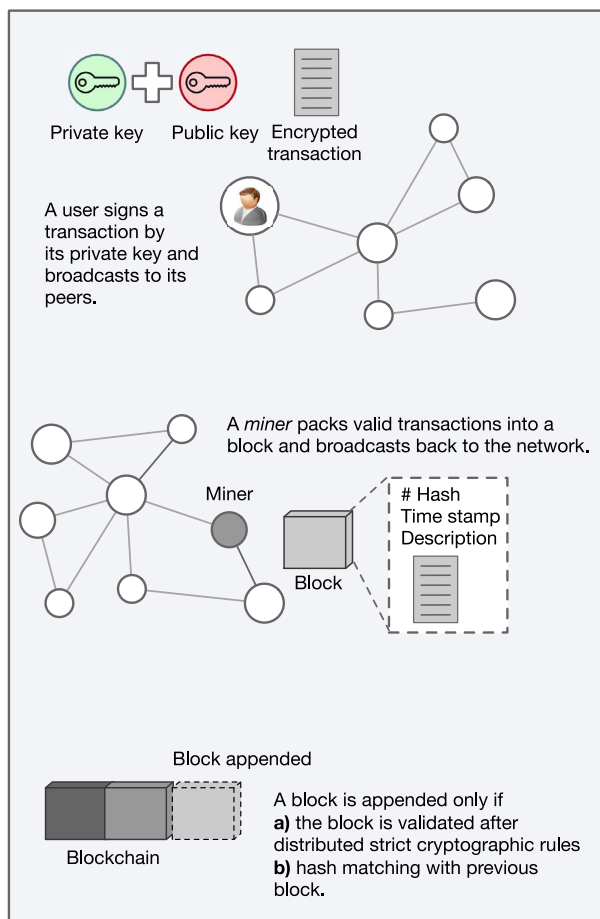 Private key
Public key
Encrypted
transaction
A user signs a
transaction by
its private key and
broadcasts to its
peers.
A miner packs valid transactions into a
block and broadcasts back to the network.
Miner
# Hash
Time stamp
Description
Block
Block appended
Blockchain
A block is appended only if
a) the block is validated after
distributed strict cryptographic rules
b) hash matching with previous
block.